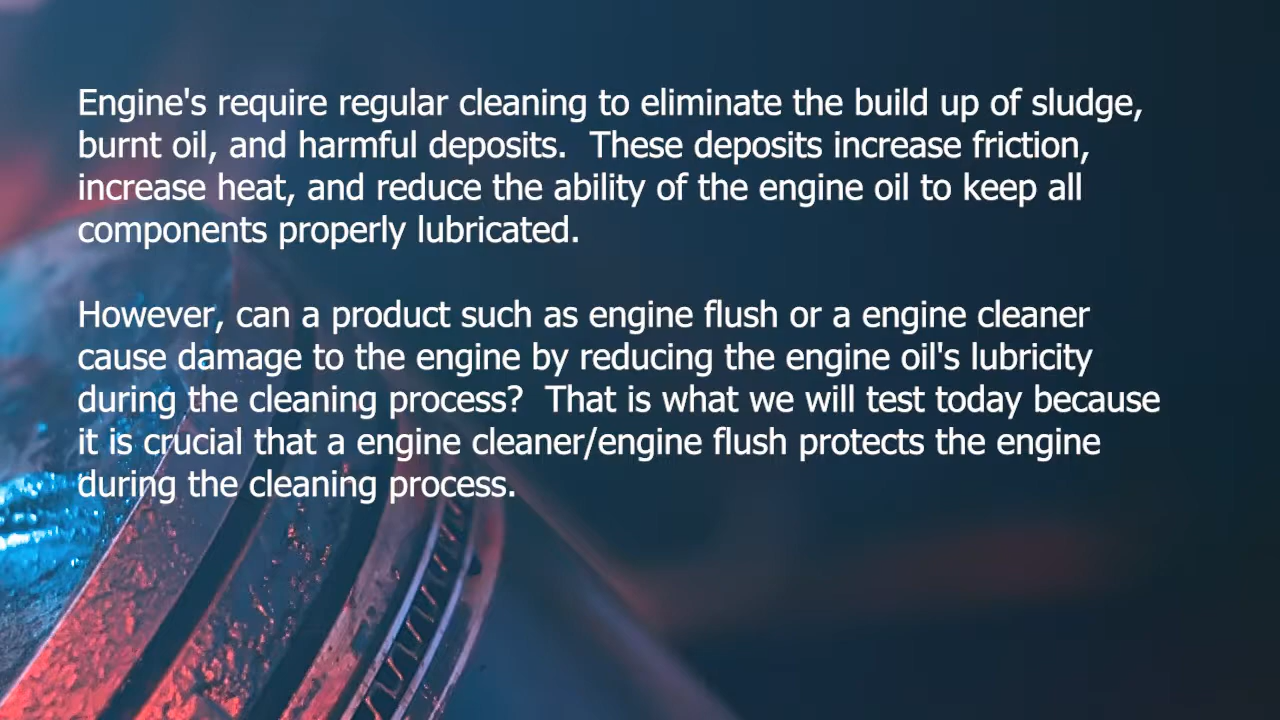 Engine's require regular cleaning to eliminate the build up of sludge,
burnt oil, and harmful deposits.  These deposits increase friction,
increase heat, and reduce the ability of the engine oil to keep all
components properly lubricated.
However, can a product such as engine flush or a engine cleaner
cause damage to the engine by reducing the engine oil's lubricity
during the cleaning process?  That is what we will test today because
it is crucial that a engine cleaner/engine flush protects the engine
during the cleaning process.